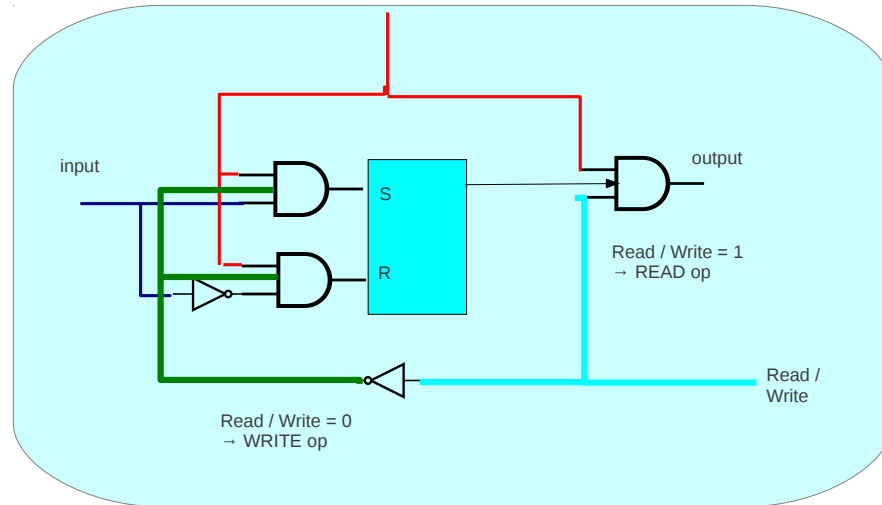 input
output
S
R
Read / Write = 1
→ READ op
Read /
Write
Read / Write = 0
→ WRITE op